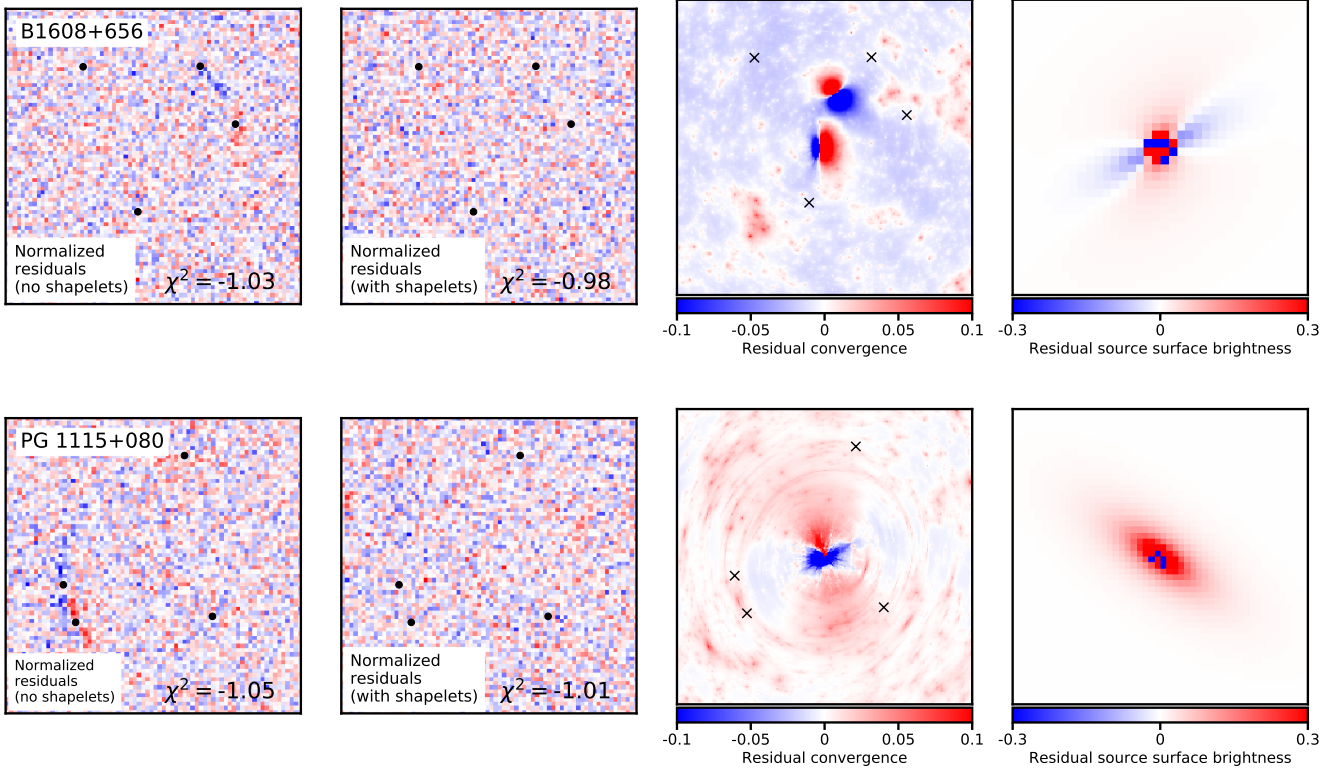 B1608+656
Normalized
residuals
(no shapelets)
χ² = -1.03
Normalized
residuals
(with shapelets)
χ² = -0.98
-0.1 -0.05 0 0.05 0.1
Residual convergence
-0.3 0 0.3
Residual source surface brightness
PG 1115+080
Normalized
residuals
(no shapelets)
χ² = -1.05
Normalized
residuals
(with shapelets)
χ² = -1.01
-0.1 -0.05 0 0.05 0.1
Residual convergence
-0.3 0 0.3
Residual source surface brightness